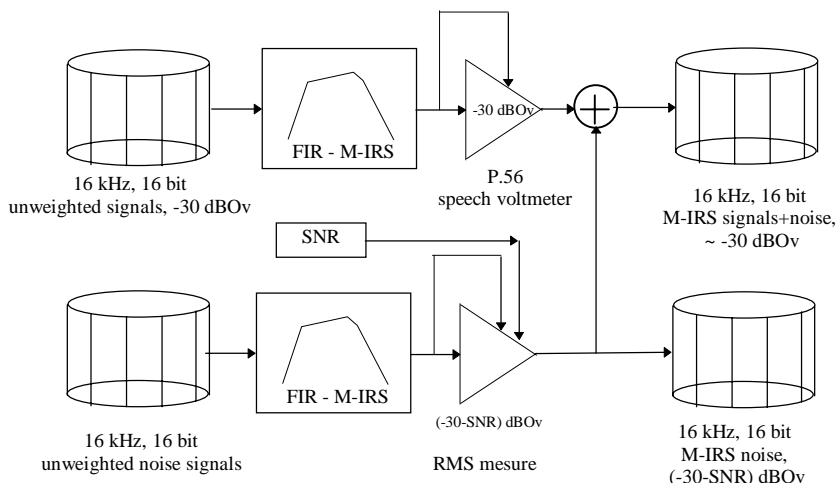 -30 dBOv
FIR - M-IRS
16 kHz, 16 bit
unweighted signals, -30 dBOv
P.56
speech voltmeter
16 kHz, 16 bit
M-IRS signals+noise,
~ -30 dBOv
SNR
FIR - M-IRS
(-30-SNR) dBOv
16 kHz, 16 bit
unweighted noise signals
RMS mesure
16 kHz, 16 bit
M-IRS noise,
(-30-SNR) dBOv